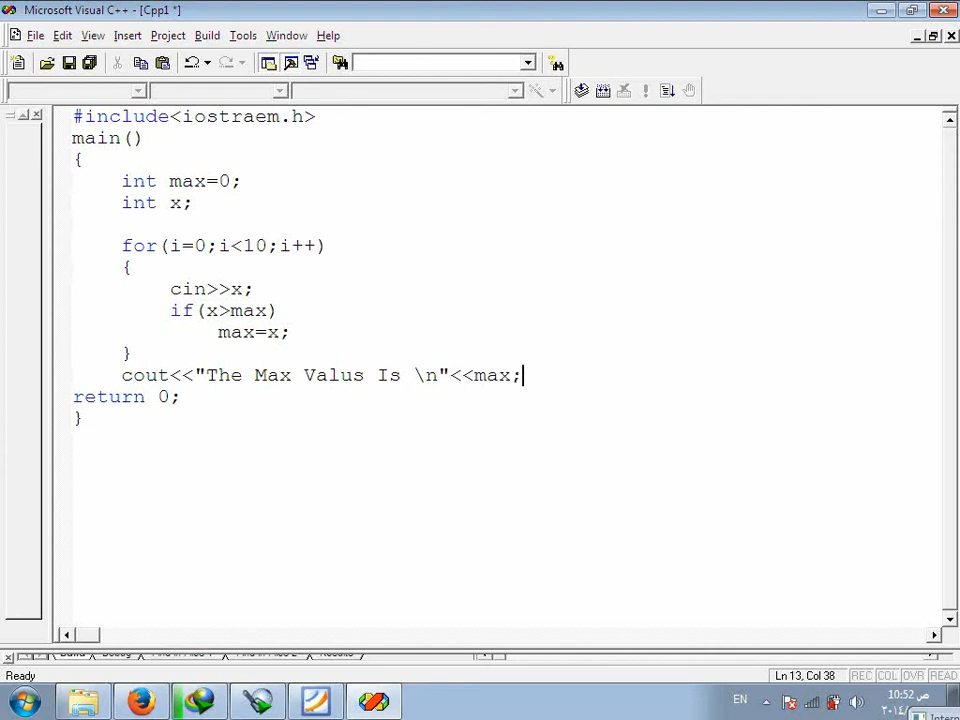 Microsoft Visual C++ - [Cpp1 *]
File Edit View Insert Project Build Tools Window Help
#include<iostraem.h>
main()
{
int max=0;
int x;
for(i=0;i<10;i++)
{
cin>>x;
if(x>max)
max=x;
}
cout<<"The Max Valus Is \n"<<max;
return 0;
}
Ready
Ln 13, Col 38 REC COL OVR READ
EN
10:52 ص